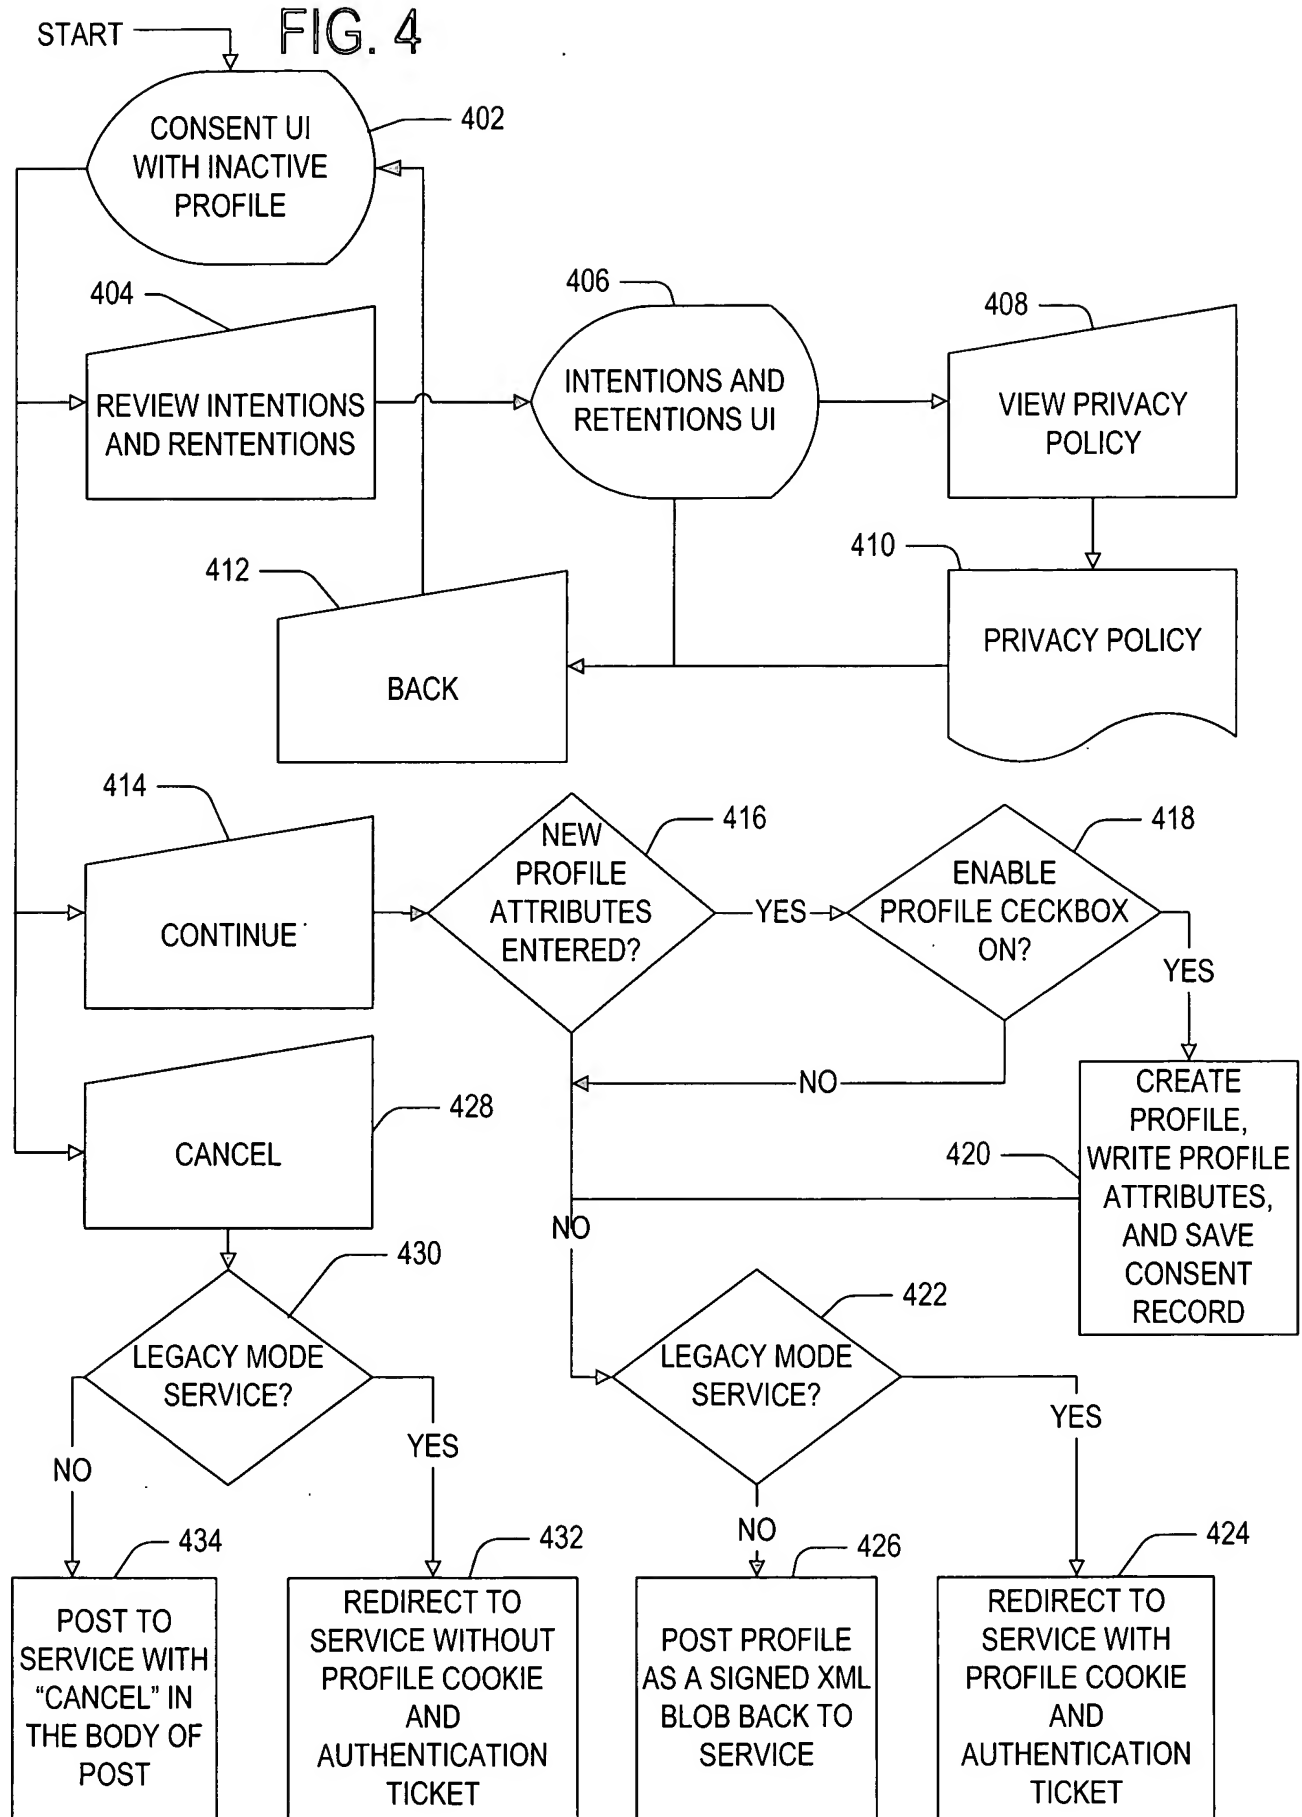 START
FIG. 4
CONSENT UI
WITH INACTIVE
PROFILE
402
404
REVIEW INTENTIONS
AND RENTENTIONS
406
INTENTIONS AND
RETENTIONS UI
408
VIEW PRIVACY
POLICY
410
PRIVACY POLICY
412
BACK
414
CONTINUE
416
NEW
PROFILE
ATTRIBUTES
ENTERED?
YES
418
ENABLE
PROFILE CECKBOX
ON?
YES
NO
428
CANCEL
420
CREATE
PROFILE,
WRITE PROFILE
ATTRIBUTES,
AND SAVE
CONSENT
RECORD
NO
430
LEGACY MODE
SERVICE?
NO
YES
422
LEGACY MODE
SERVICE?
YES
NO
434
POST TO
SERVICE WITH
“CANCEL” IN
THE BODY OF
POST
432
REDIRECT TO
SERVICE WITHOUT
PROFILE COOKIE
AND
AUTHENTICATION
TICKET
426
POST PROFILE
AS A SIGNED XML
BLOB BACK TO
SERVICE
424
REDIRECT TO
SERVICE WITH
PROFILE COOKIE
AND
AUTHENTICATION
TICKET